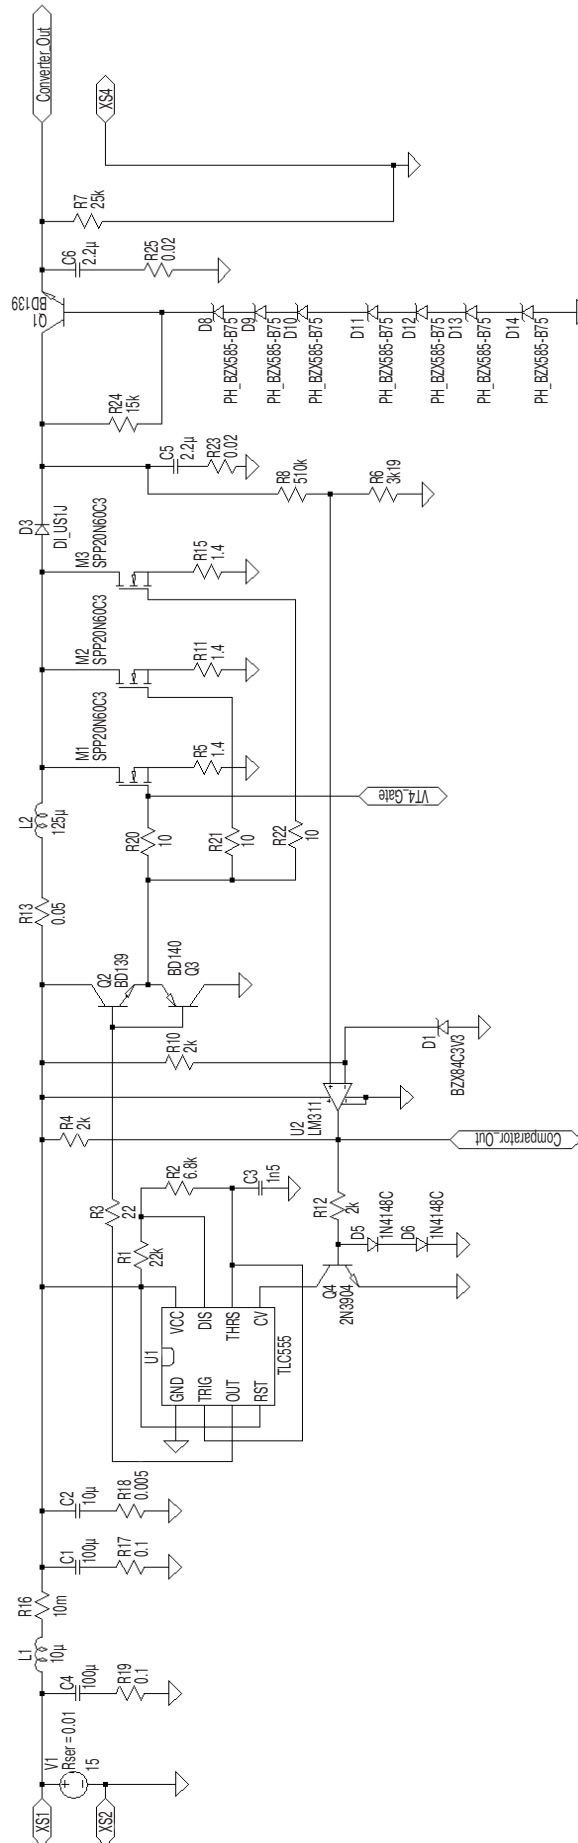 XS1
XS2
V1
Rser = 0.01
15
C4
100µ
R19
0.1
L1
10µ
R16
10m
C1
100µ
R17
0.1
C2
10µ
R18
0.005
U1
GND
TRIG
OUT
RST
VCC
DIS
THRS
CV
TLC555
R1
22k
R2
6.8k
C3
1n5
R3
22
R4
2k
Q4
2N3904
R12
2k
D5
1N4148C
D6
1N4148C
Comparator_Out
U2
LM311
R10
2k
D1
BZX84C3V3
Q2
BD139
BD140
Q3
R13
0.05
L2
125µ
R20
10
R21
10
R22
10
VT4_Gate
M1
SPP20N60C3
R5
1.4
M2
SPP20N60C3
R11
1.4
M3
SPP20N60C3
R15
1.4
D3
DI_US1J
C5
2.2µ
R23
0.02
R8
510k
R6
3k19
R24
15k
Q1
BD139
D8
PH_BZX585-B75
D9
PH_BZX585-B75
D10
PH_BZX585-B75
D11
PH_BZX585-B75
D12
PH_BZX585-B75
D13
PH_BZX585-B75
D14
PH_BZX585-B75
C6
2.2µ
R25
0.02
R7
25k
XS4
Converter_Out